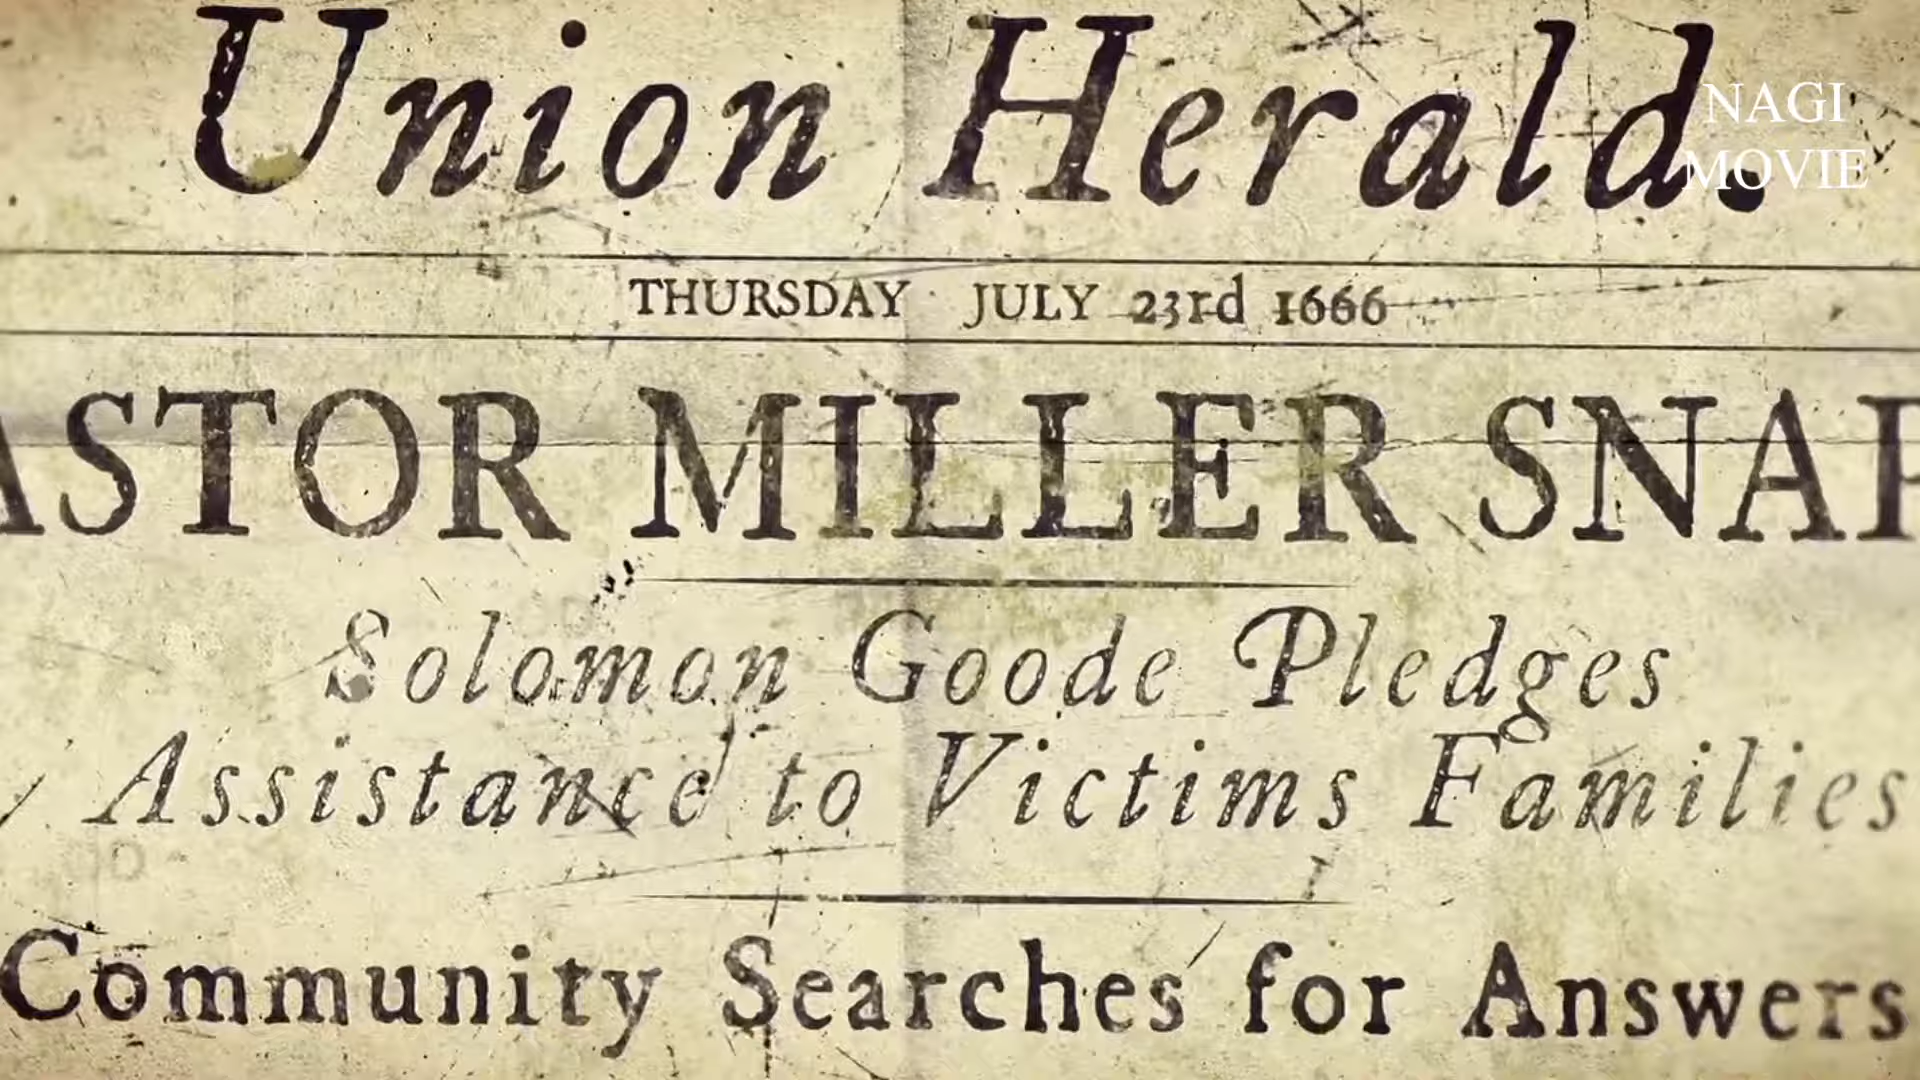 Union Herald.
NAGI
MOVIE
THURSDAY JULY 23rd 1666
ASTOR MILLER SNAP
Solomon Goode Pledges
Assistance to Victims Families
Community Searches for Answers